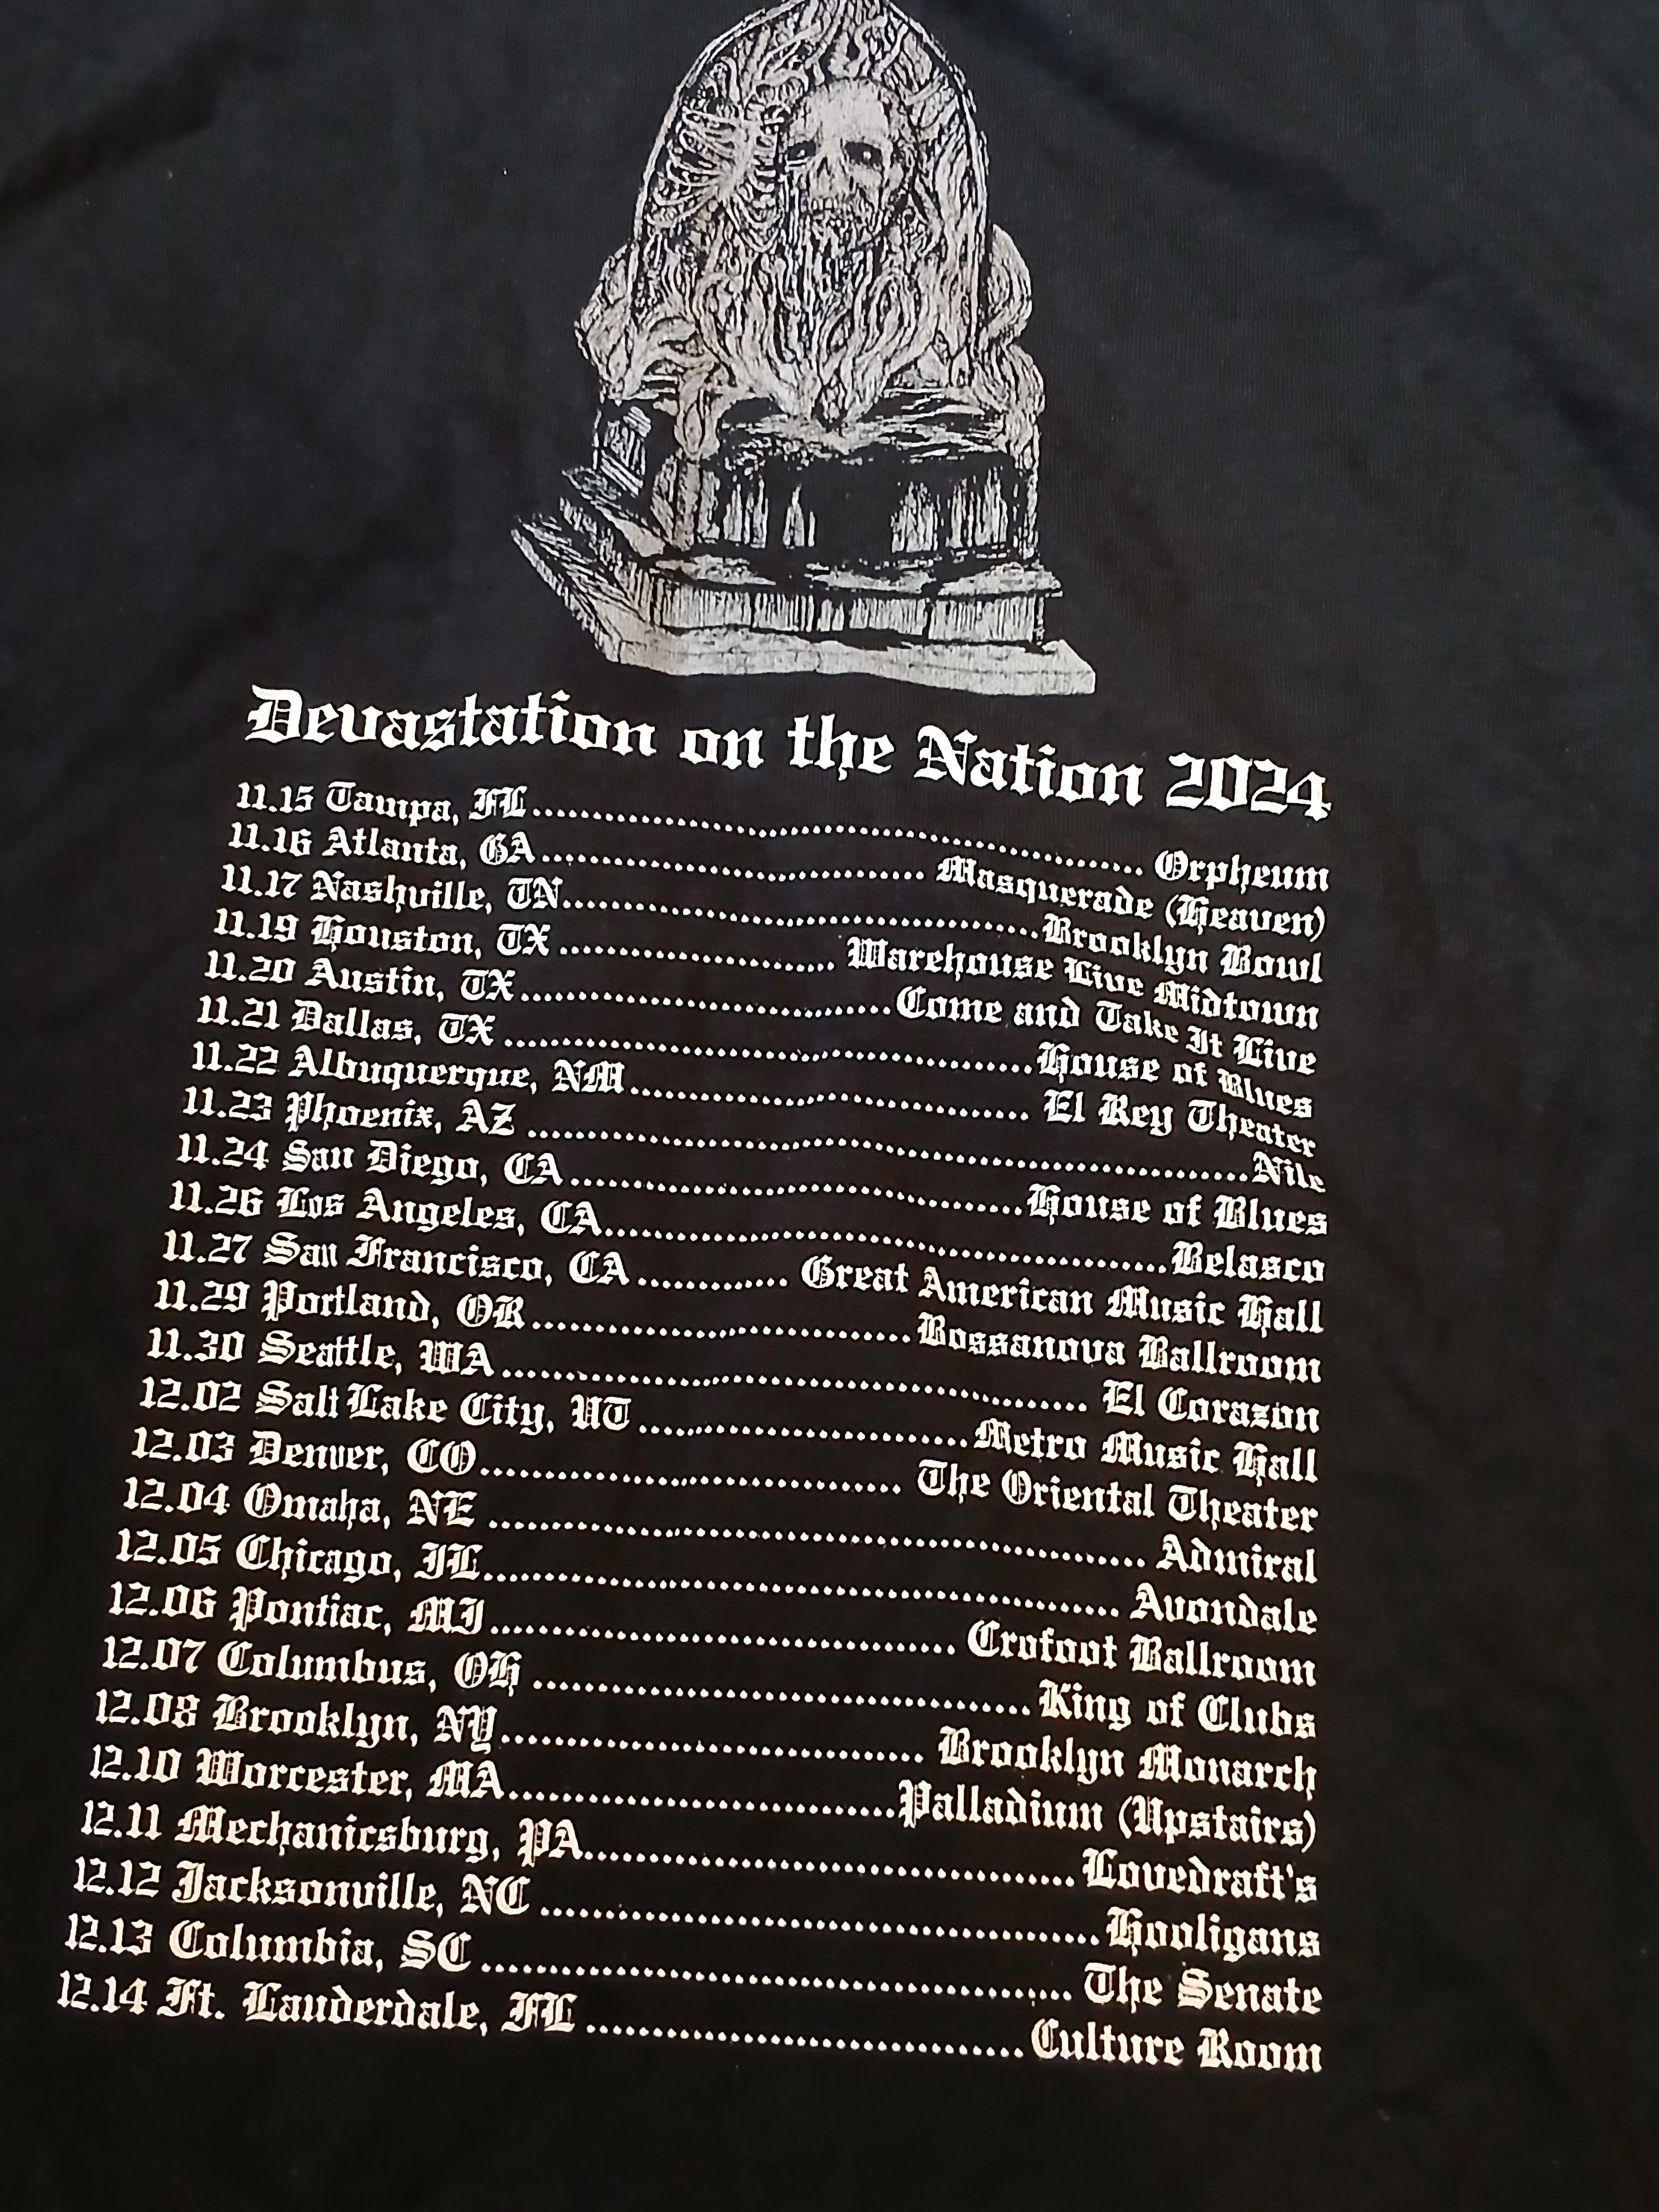 Devastation on the Nation 2024
11.15 Tampa, FL.................................................. Orpheum
11.16 Atlanta, GA................................ Masquerade (Heaven)
11.17 Nashville, TN.......................................Brooklyn Bowl
11.19 Houston, TX ....................... Warehouse Live Midtown
11.20 Austin, TX...............................Come and Take It Live
11.21 Dallas, TX ............................................House of Blues
11.22 Albuquerque, NM................................. El Rey Theater
11.23 Phoenix, AZ ............................................................Nile
11.24 San Diego, CA.....................................House of Blues
11.26 Los Angeles, CA..............................................Belasco
11.27 San Francisco, CA............. Great American Music Hall
11.29 Portland, OR...............................Bossanova Ballroom
11.30 Seattle, WA ................................................ El Corazon
12.02 Salt Lake City, UT ...........................Metro Music Hall
12.03 Denver, CO.................................. The Oriental Theater
12.04 Omaha, NE ..................................................... Admiral
12.05 Chicago, IL.................................................... Avondale
12.06 Pontiac, MI...................................... Crofoot Ballroom
12.07 Columbus, OH ........................................King of Clubs
12.08 Brooklyn, NY.................................. Brooklyn Monarch
12.10 Worcester, MA...............................Palladium (Upstairs)
12.11 Mechanicsburg, PA.......................................Lovedraft's
12.12 Jacksonville, NC .............................................Hooligans
12.13 Columbia, SC ................................................ The Senate
12.14 Ft. Lauderdale, FL ...................................Culture Room